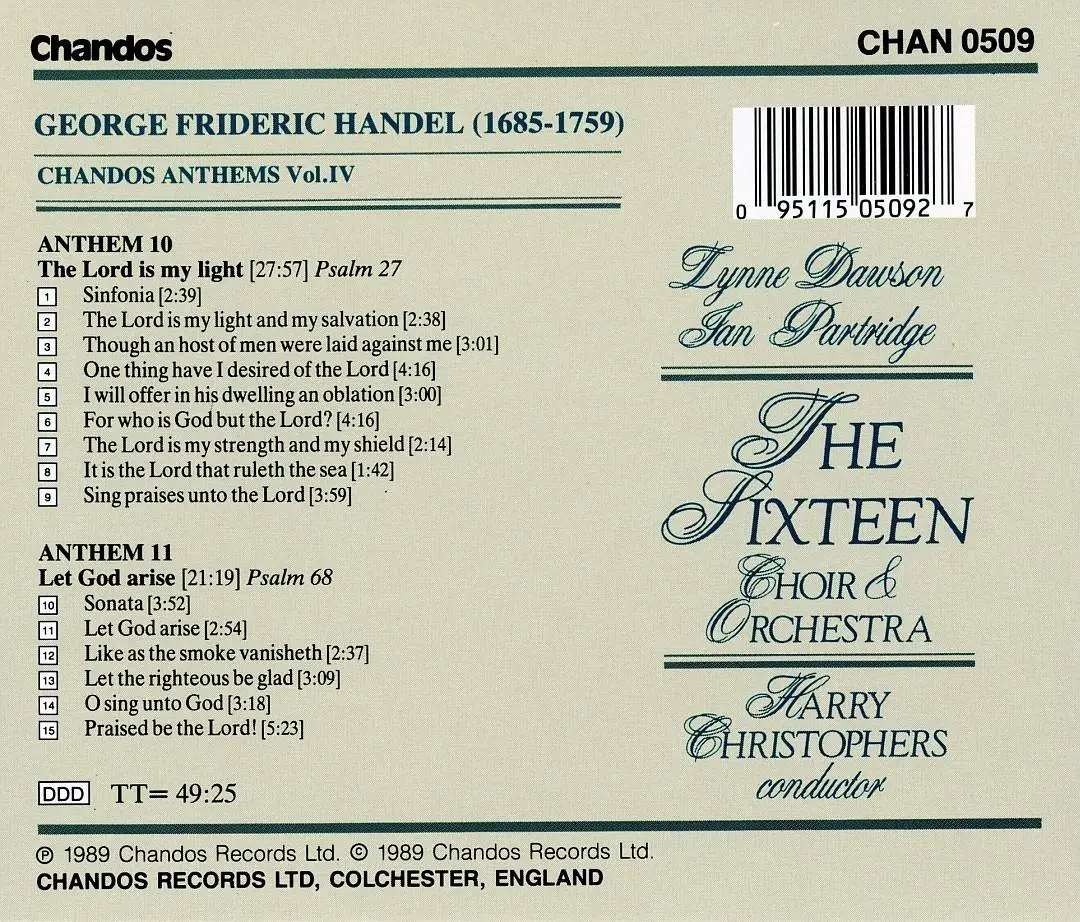 Chandos
CHAN 0509
GEORGE FRIDERIC HANDEL (1685-1759)
CHANDOS ANTHEMS Vol.IV
ANTHEM 10
The Lord is my light [27:57] Psalm 27
1 Sinfonia [2:39]
2 The Lord is my light and my salvation [2:38]
3 Though an host of men were laid against me [3:01]
4 One thing have I desired of the Lord [4:16]
5 I will offer in his dwelling an oblation [3:00]
6 For who is God but the Lord? [4:16]
7 The Lord is my strength and my shield [2:14]
8 It is the Lord that ruleth the sea [1:42]
9 Sing praises unto the Lord [3:59]
ANTHEM 11
Let God arise [21:19] Psalm 68
10 Sonata [3:52]
11 Let God arise [2:54]
12 Like as the smoke vanisheth [2:37]
13 Let the righteous be glad [3:09]
14 O sing unto God [3:18]
15 Praised be the Lord! [5:23]
DDD TT= 49:25
0 95115 05092 7
Lynne Dawson
Ian Partridge
THE
SIXTEEN
CHOIR &
ORCHESTRA
HARRY
CHRISTOPHERS
conductor
℗ 1989 Chandos Records Ltd. © 1989 Chandos Records Ltd.
CHANDOS RECORDS LTD, COLCHESTER, ENGLAND